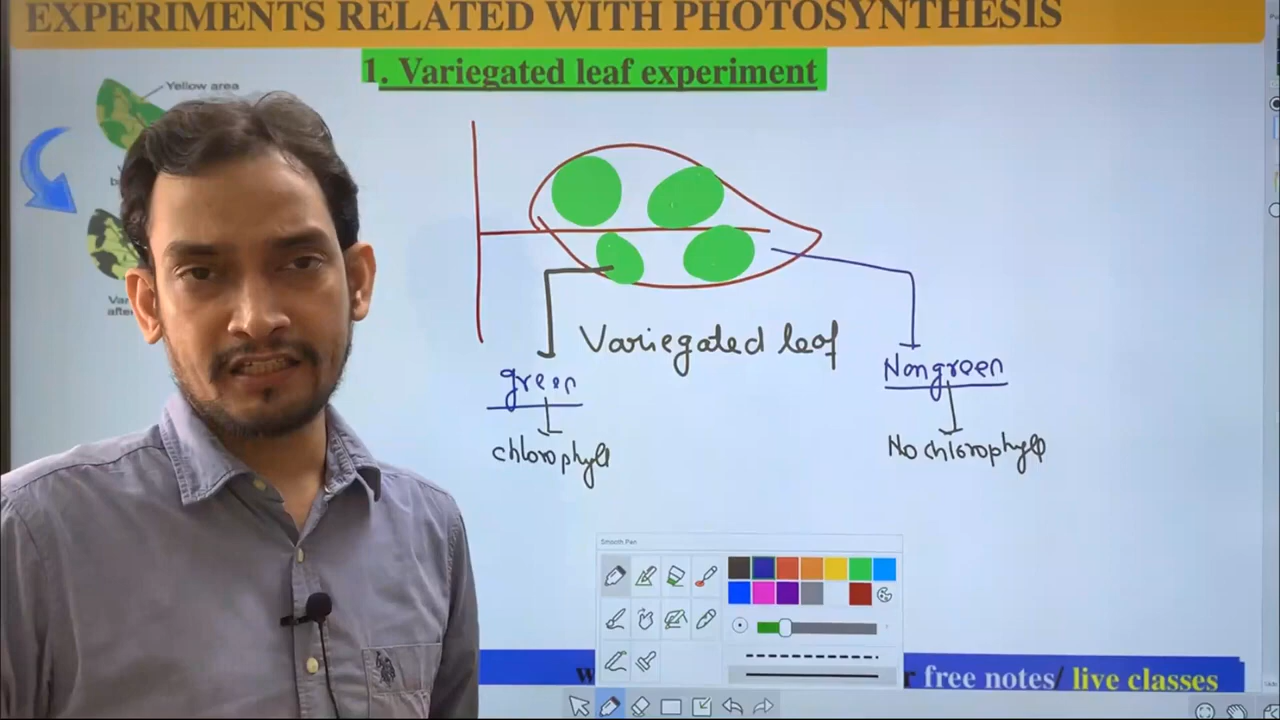 EXPERIMENTS RELATED WITH PHOTOSYNTHESIS
1. Variegated leaf experiment
Yellow area
Variegated leaf
green
Nongreen
chlorophyll
No chlorophyll
Smooth Pen
free notes/ live classes